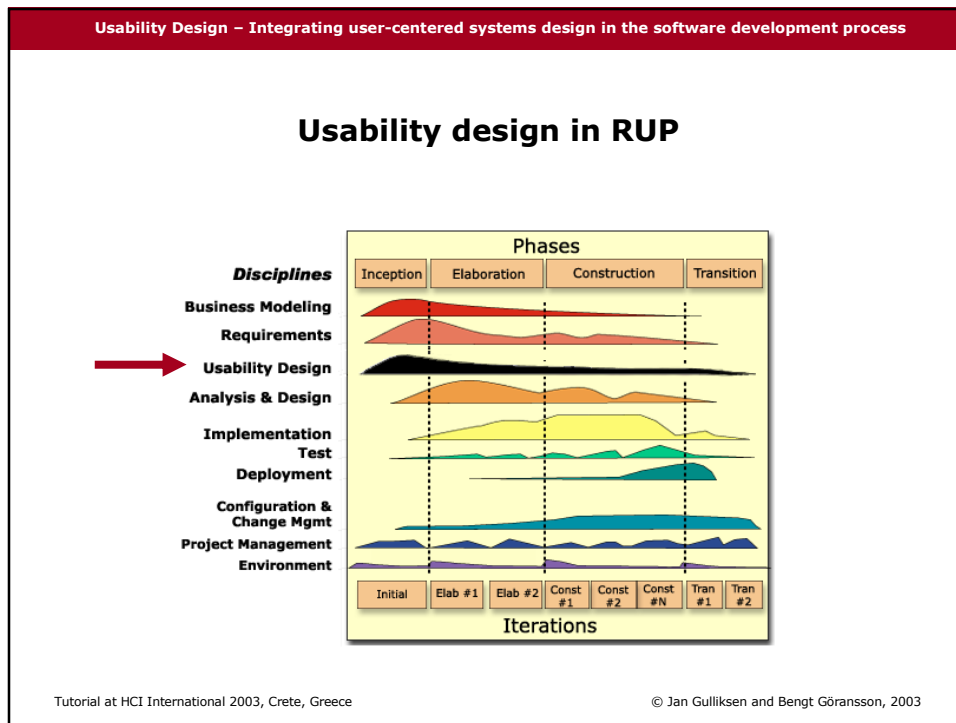 Usability Design – Integrating user-centered systems design in the software development process
Usability design in RUP
Phases
Disciplines
Inception
Elaboration
Construction
Transition
Business Modeling
Requirements
Usability Design
Analysis & Design
Implementation
Test
Deployment
Configuration &
Change Mgmt
Project Management
Environment
Initial
Elab #1
Elab #2
Const
#1
Const
#2
Const
#N
Tran
#1
Tran
#2
Iterations
Tutorial at HCI International 2003, Crete, Greece
© Jan Gulliksen and Bengt Göransson, 2003